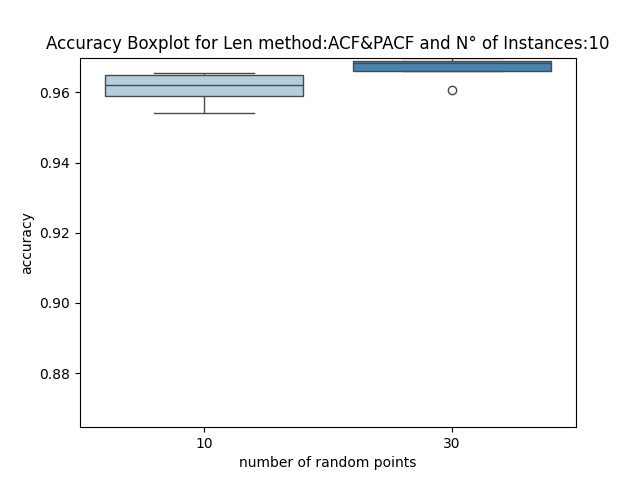 Accuracy Boxplot for Len method:ACF&PACF and N° of Instances:10
0.96
0.94
0.92
0.90
0.88
accuracy
10 30
number of random points